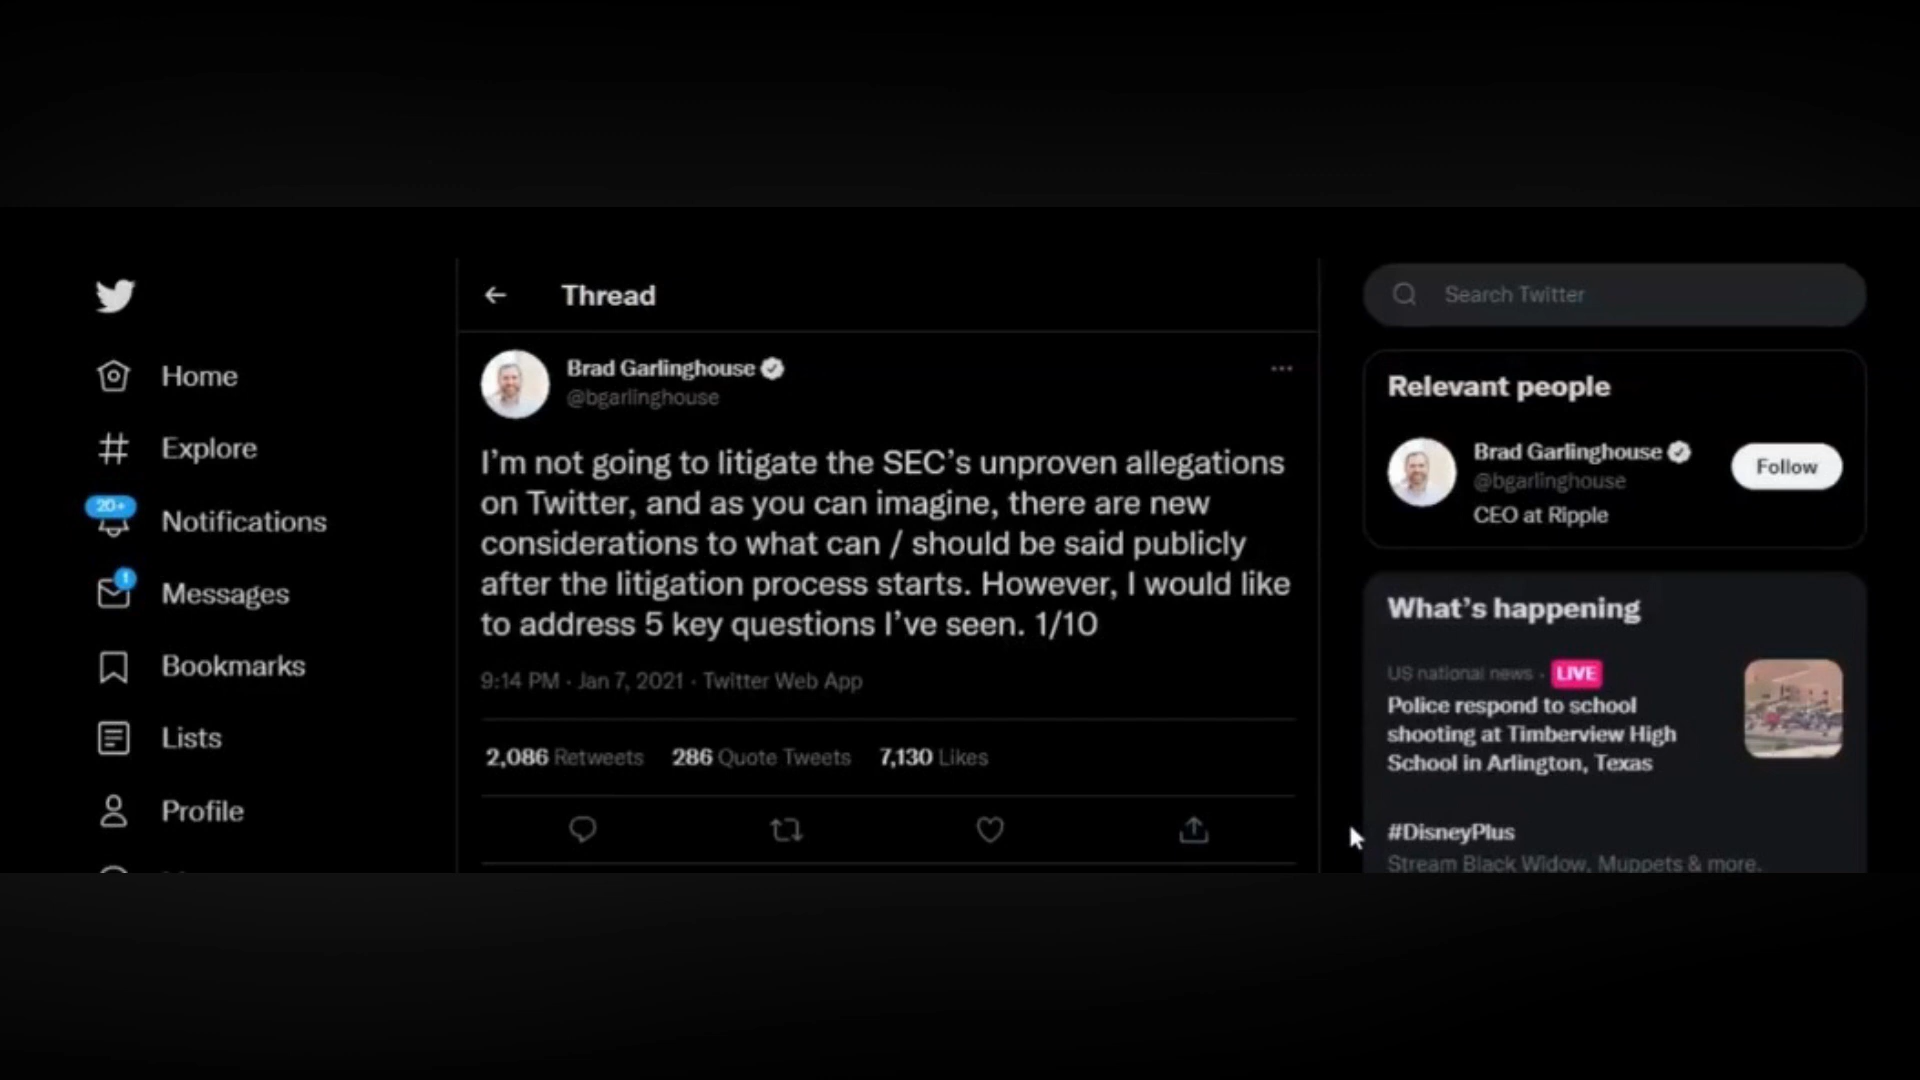 Home
Explore
20+
Notifications
1
Messages
Bookmarks
Lists
Profile
Thread
Brad Garlinghouse
@bgarlinghouse
I'm not going to litigate the SEC's unproven allegations
on Twitter, and as you can imagine, there are new
considerations to what can / should be said publicly
after the litigation process starts. However, I would like
to address 5 key questions I've seen. 1/10
9:14 PM · Jan 7, 2021 · Twitter Web App
2,086 Retweets 286 Quote Tweets 7,130 Likes
Search Twitter
Relevant people
Brad Garlinghouse
@bgarlinghouse
Follow
CEO at Ripple
What's happening
US national news · LIVE
Police respond to school
shooting at Timberview High
School in Arlington, Texas
#DisneyPlus
Stream Black Widow, Muppets & more.